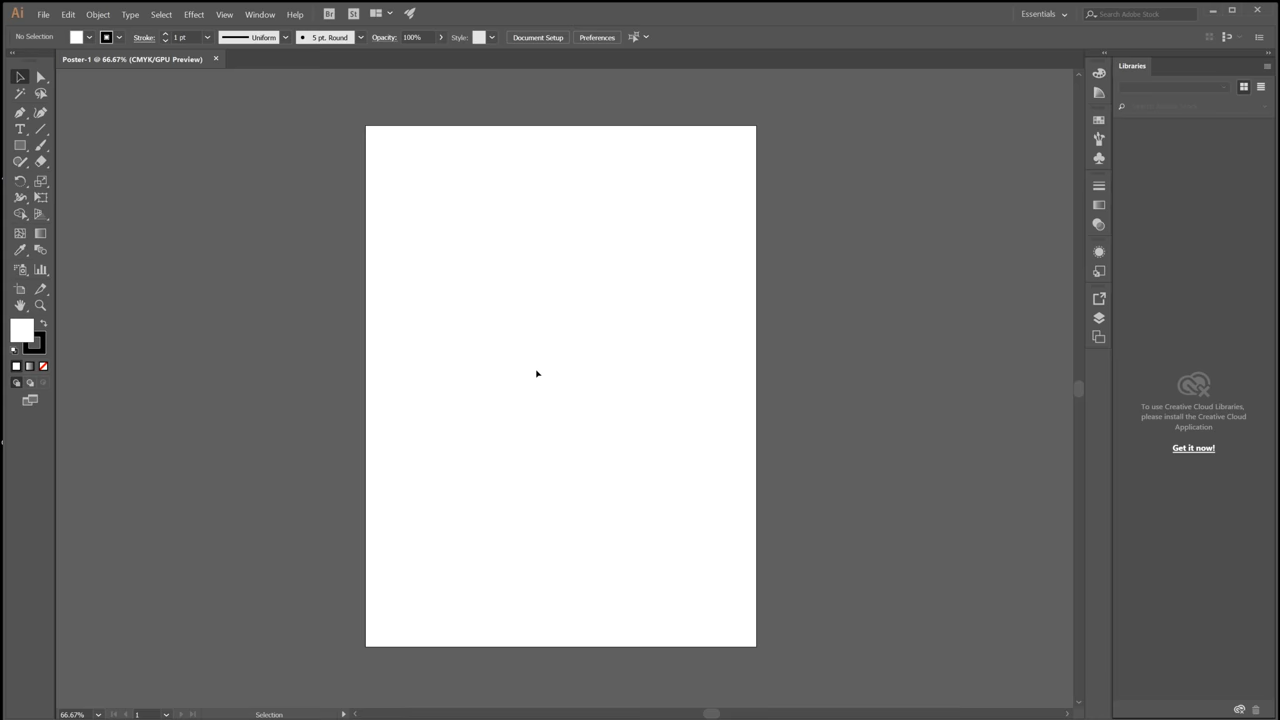 Ai File Edit Object Type Select Effect View Window Help Br St Essentials Search Adobe Stock
No Selection Stroke: 1 pt Uniform 5 pt. Round Opacity: 100% Style: Document Setup Preferences
Poster-1 @ 66.67% (CMYK/GPU Preview)
Libraries
To use Creative Cloud Libraries,
please install the Creative Cloud
Application
Get it now!
66.67% 1 Selection